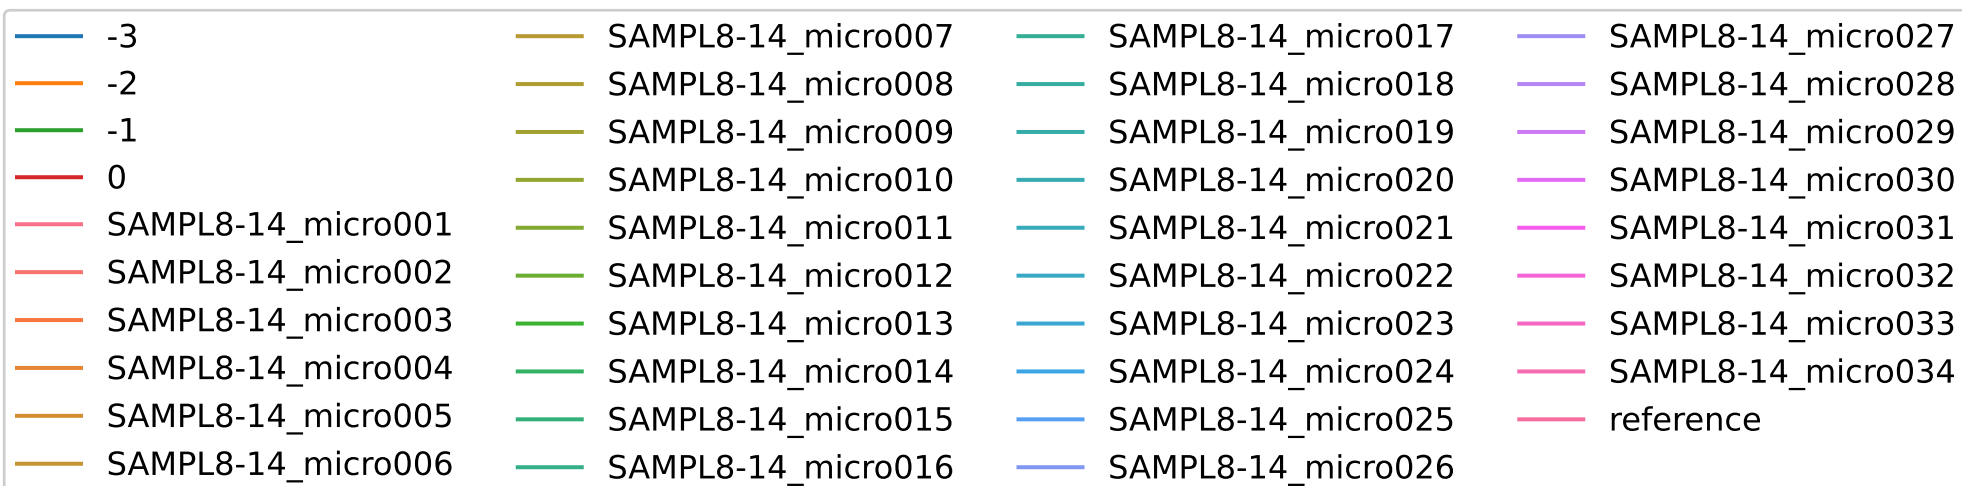 -3
-2
-1
0
SAMPL8-14_micro001
SAMPL8-14_micro002
SAMPL8-14_micro003
SAMPL8-14_micro004
SAMPL8-14_micro005
SAMPL8-14_micro006
SAMPL8-14_micro007
SAMPL8-14_micro008
SAMPL8-14_micro009
SAMPL8-14_micro010
SAMPL8-14_micro011
SAMPL8-14_micro012
SAMPL8-14_micro013
SAMPL8-14_micro014
SAMPL8-14_micro015
SAMPL8-14_micro016
SAMPL8-14_micro017
SAMPL8-14_micro018
SAMPL8-14_micro019
SAMPL8-14_micro020
SAMPL8-14_micro021
SAMPL8-14_micro022
SAMPL8-14_micro023
SAMPL8-14_micro024
SAMPL8-14_micro025
SAMPL8-14_micro026
SAMPL8-14_micro027
SAMPL8-14_micro028
SAMPL8-14_micro029
SAMPL8-14_micro030
SAMPL8-14_micro031
SAMPL8-14_micro032
SAMPL8-14_micro033
SAMPL8-14_micro034
reference